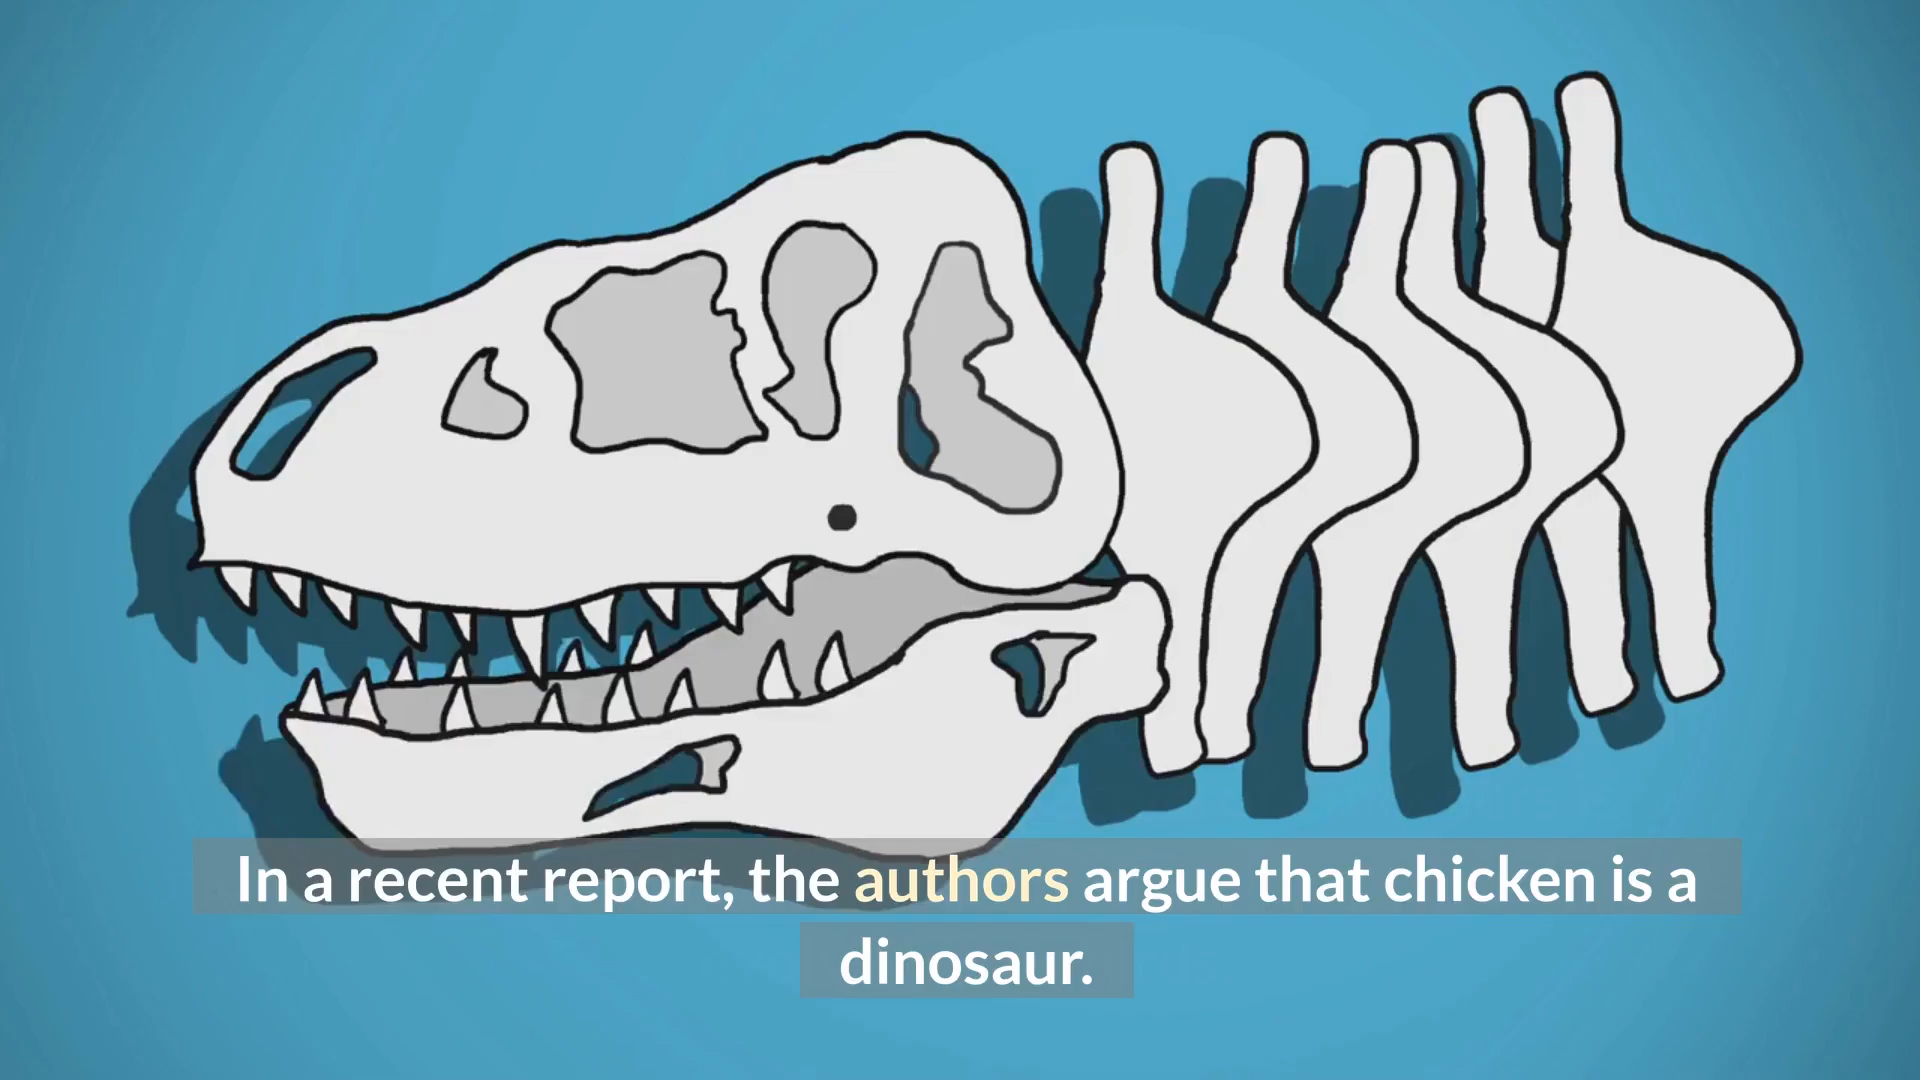 In a recent report, the authors argue that chicken is a
dinosaur.